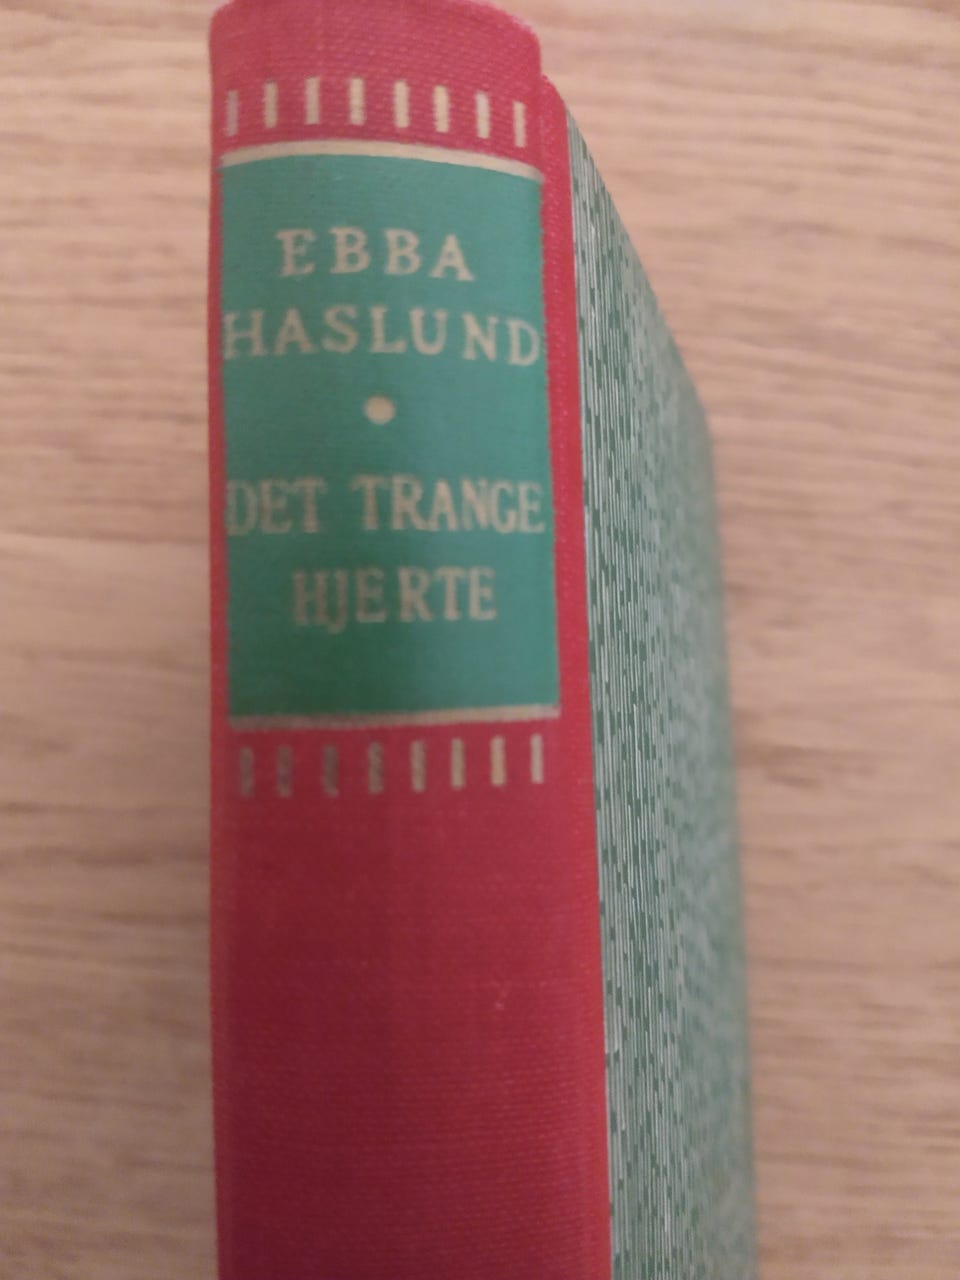 EBBA
HASLUND
•
DET TRANGE
HJERTE